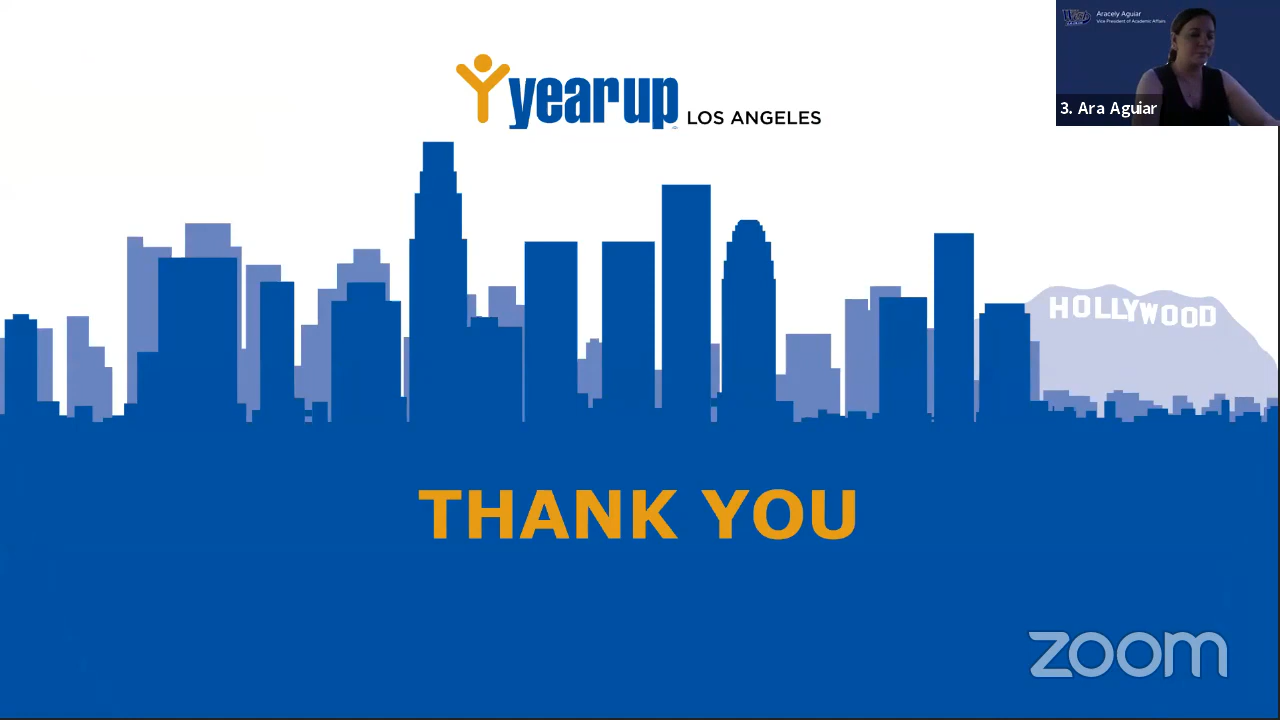 yearup LOS ANGELES
Aracely Aguiar
Vice President of Academic Affairs
3. Ara Aguiar
HOLLYWOOD
THANK YOU
zoom